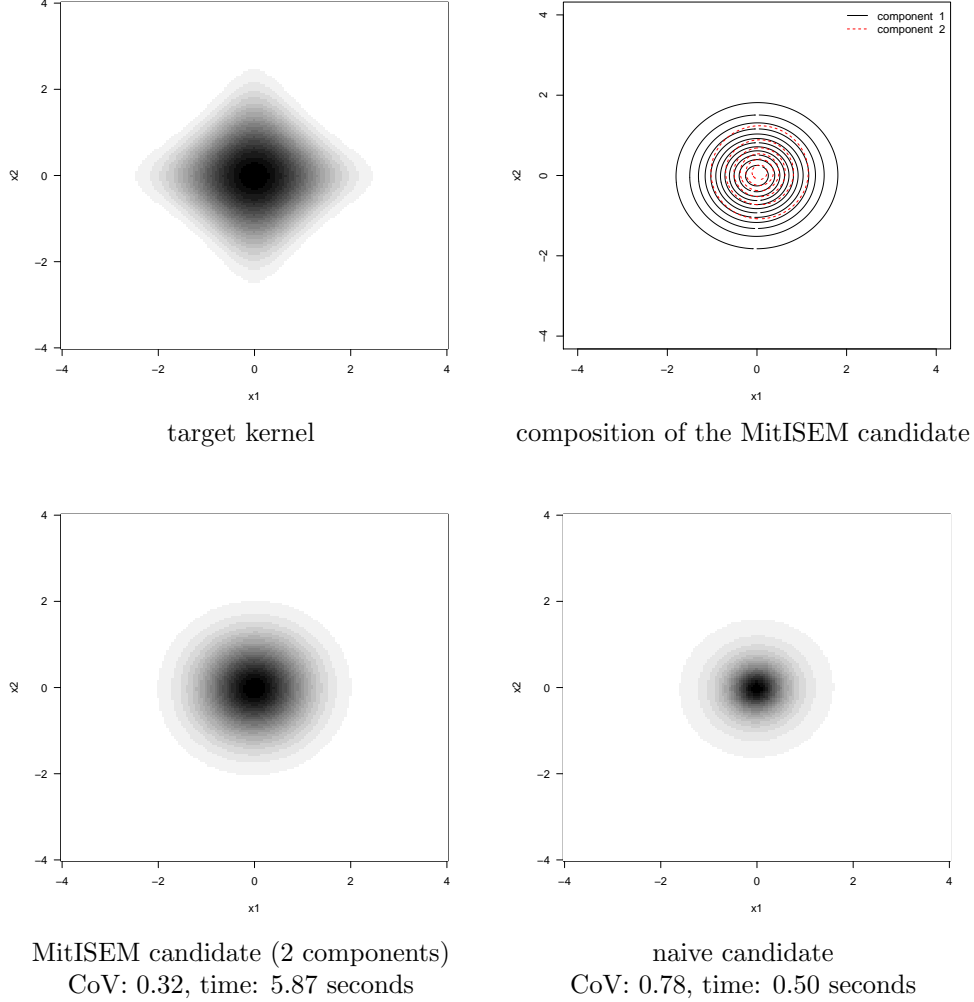 4
2
0
−2
−4
x2
−4
−2
0
2
4
x1
target kernel
component 1
component 2
4
2
0
−2
−4
x2
−4
−2
0
2
4
x1
composition of the MitISEM candidate
4
2
0
−2
−4
x2
−4
−2
0
2
4
x1
MitISEM candidate (2 components)
CoV: 0.32, time: 5.87 seconds
4
2
0
−2
−4
x2
−4
−2
0
2
4
x1
naive candidate
CoV: 0.78, time: 0.50 seconds